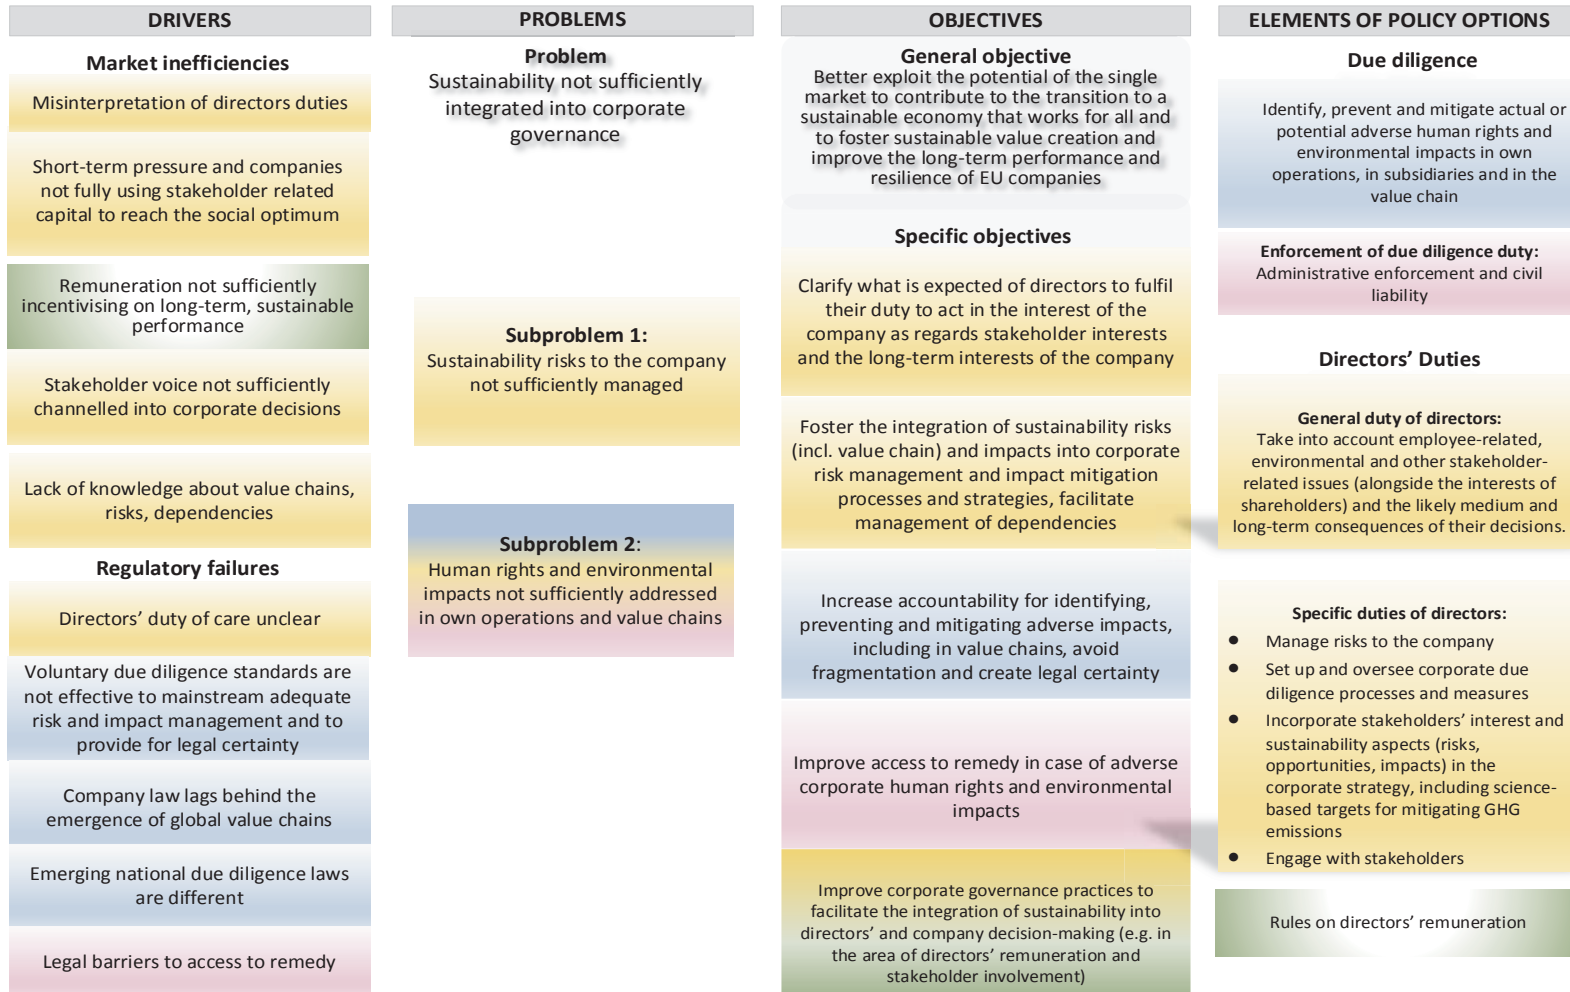 DRIVERS
Market inefficiencies
Misinterpretation of directors duties
Short-term pressure and companies
not fully using stakeholder related
capital to reach the social optimum
Remuneration not sufficiently
incentivising on long-term, sustainable
performance
Stakeholder voice not sufficiently
channelled into corporate decisions
Lack of knowledge about value chains,
risks, dependencies
Regulatory failures
Directors’ duty of care unclear
Voluntary due diligence standards are
not effective to mainstream adequate
risk and impact management and to
provide for legal certainty
Company law lags behind the
emergence of global value chains
Emerging national due diligence laws
are different
Legal barriers to access to remedy
PROBLEMS
Problem
Sustainability not sufficiently
integrated into corporate
governance
Subproblem 1:
Sustainability risks to the company
not sufficiently managed
Subproblem 2:
Human rights and environmental
impacts not sufficiently addressed
in own operations and value chains
OBJECTIVES
General objective
Better exploit the potential of the single
market to contribute to the transition to a
sustainable economy that works for all and
to foster sustainable value creation and
improve the long-term performance and
resilience of EU companies
Specific objectives
Clarify what is expected of directors to fulfil
their duty to act in the interest of the
company as regards stakeholder interests
and the long-term interests of the company
Foster the integration of sustainability risks
(incl. value chain) and impacts into corporate
risk management and impact mitigation
processes and strategies, facilitate
management of dependencies
Increase accountability for identifying,
preventing and mitigating adverse impacts,
including in value chains, avoid
fragmentation and create legal certainty
Improve access to remedy in case of adverse
corporate human rights and environmental
impacts
Improve corporate governance practices to
facilitate the integration of sustainability into
directors’ and company decision-making (e.g. in
the area of directors’ remuneration and
stakeholder involvement)
ELEMENTS OF POLICY OPTIONS
Due diligence
Identify, prevent and mitigate actual or
potential adverse human rights and
environmental impacts in own
operations, in subsidiaries and in the
value chain
Enforcement of due diligence duty:
Administrative enforcement and civil
liability
Directors’ Duties
General duty of directors:
Take into account employee-related,
environmental and other stakeholder-
related issues (alongside the interests of
shareholders) and the likely medium and
long-term consequences of their decisions.
Specific duties of directors:
● Manage risks to the company
● Set up and oversee corporate due
diligence processes and measures
● Incorporate stakeholders’ interest and
sustainability aspects (risks,
opportunities, impacts) in the
corporate strategy, including science-
based targets for mitigating GHG
emissions
● Engage with stakeholders
Rules on directors’ remuneration